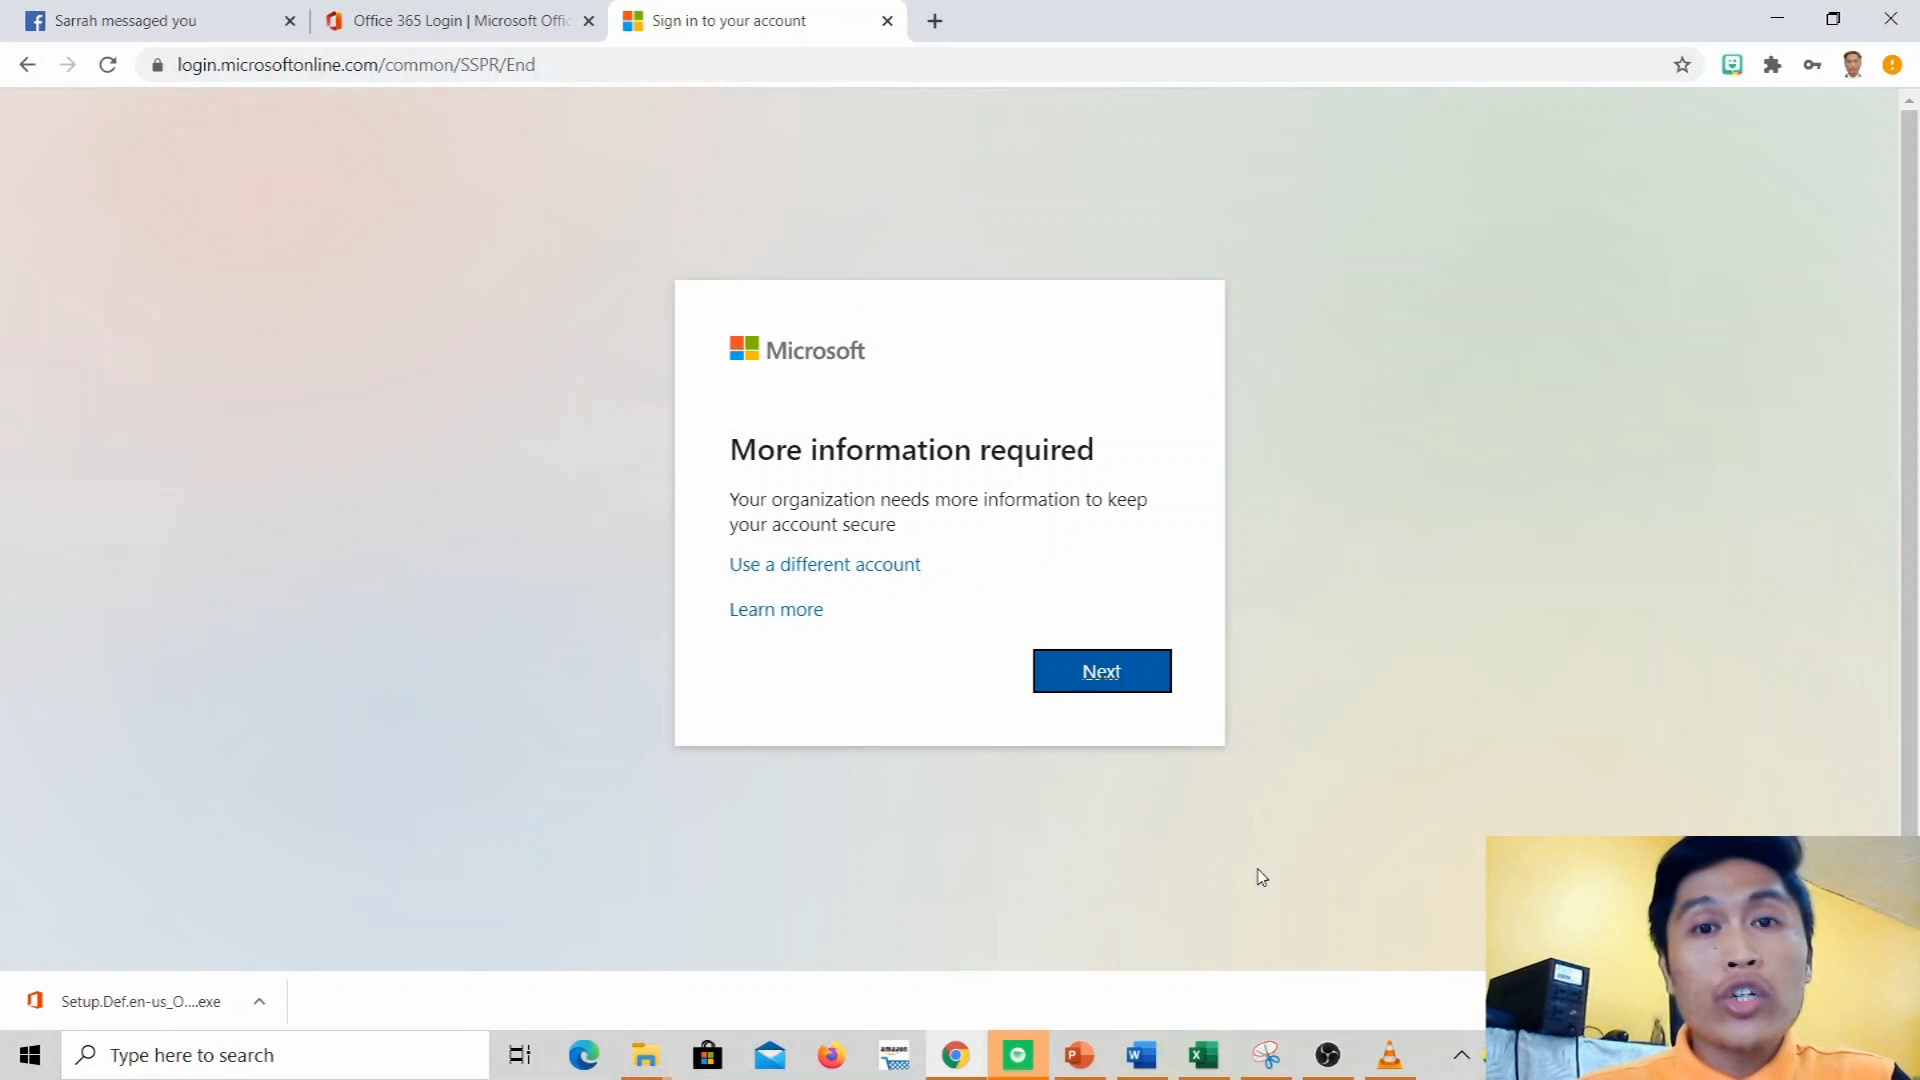 Sarrah messaged you
Office 365 Login | Microsoft Offic
Sign in to your account
login.microsoftonline.com/common/SSPR/End
Microsoft
More information required
Your organization needs more information to keep
your account secure
Use a different account
Learn more
Next
Setup.Def.en-us_O....exe
Type here to search
amazon